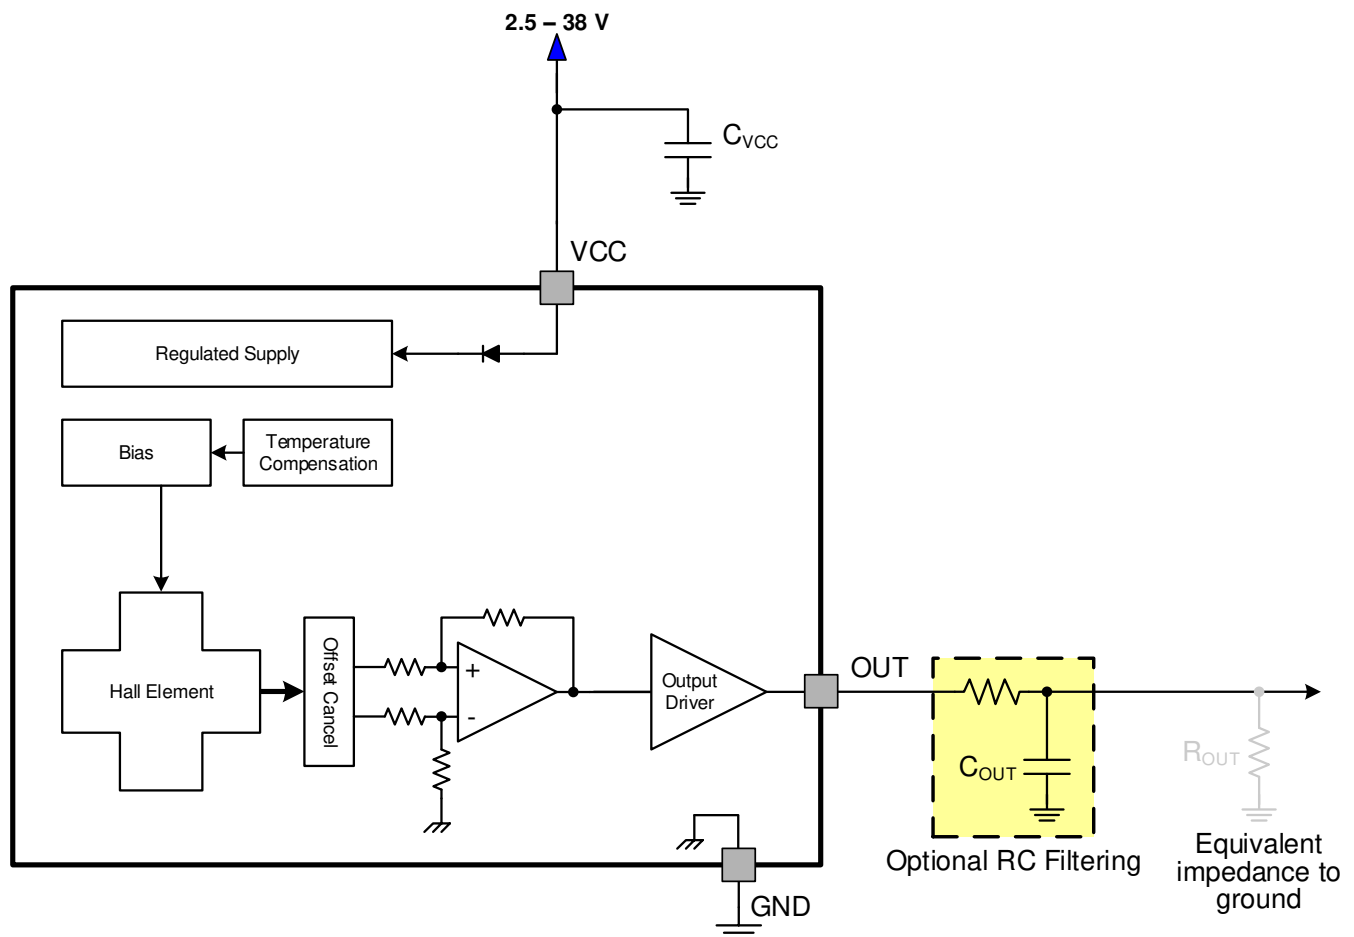 2.5 – 38 V
CVCC
VCC
Regulated Supply
Bias
Temperature
Compensation
Hall Element
Offset Cancel
+
-
Output
Driver
OUT
COUT
Optional RC Filtering
ROUT
Equivalent
impedance to
ground
GND